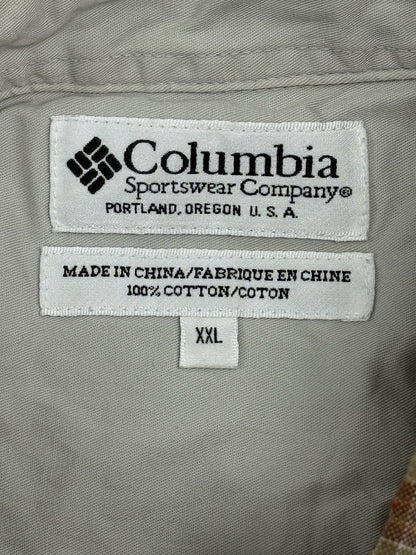 Columbia
Sportswear Company®
PORTLAND, OREGON U. S. A.
MADE IN CHINA/FABRIQUE EN CHINE
100% COTTON/COTON
XXL